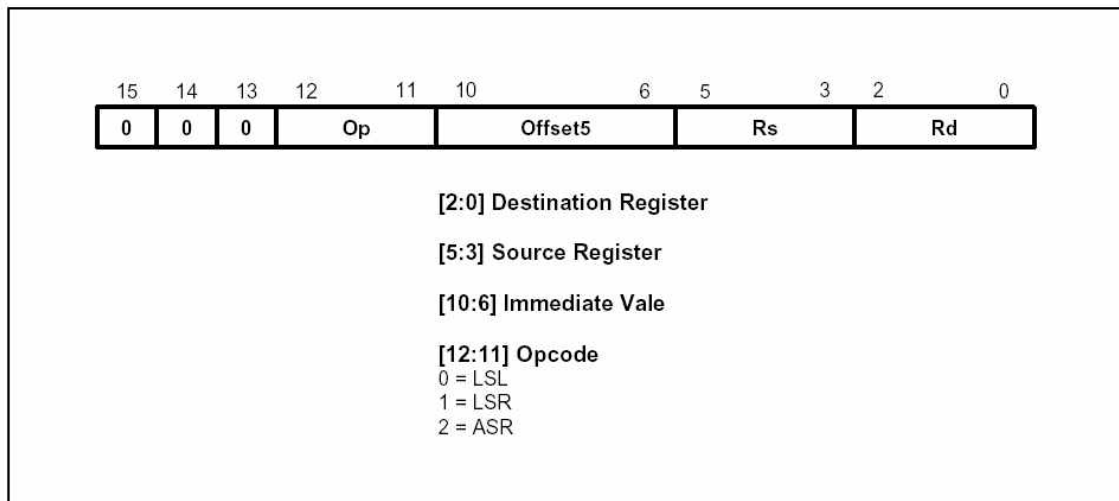 15 14 13 12 11 10 6 5 3 2 0
0 0 0 Op Offset5 Rs Rd
[2:0] Destination Register
[5:3] Source Register
[10:6] Immediate Vale
[12:11] Opcode
0 = LSL
1 = LSR
2 = ASR